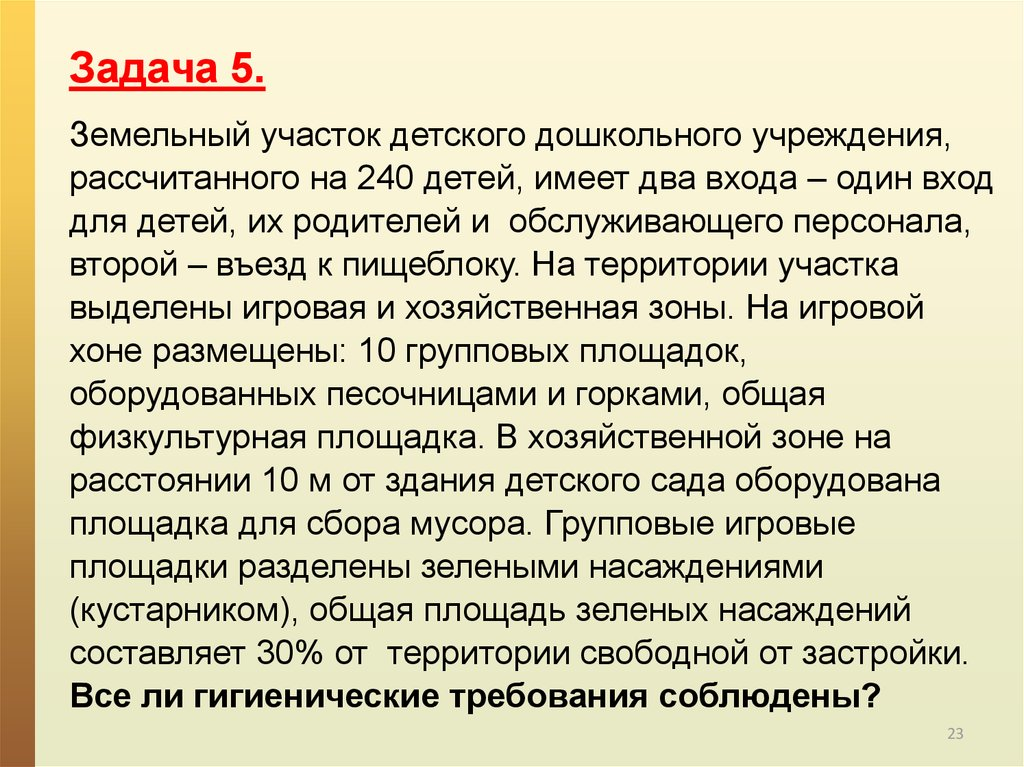 Задача 5.
Земельный участок детского дошкольного учреждения,
рассчитанного на 240 детей, имеет два входа – один вход
для детей, их родителей и  обслуживающего персонала,
второй – въезд к пищеблоку. На территории участка
выделены игровая и хозяйственная зоны. На игровой
хоне размещены: 10 групповых площадок,
оборудованных песочницами и горками, общая
физкультурная площадка. В хозяйственной зоне на
расстоянии 10 м от здания детского сада оборудована
площадка для сбора мусора. Групповые игровые
площадки разделены зелеными насаждениями
(кустарником), общая площадь зеленых насаждений
составляет 30% от  территории свободной от застройки.
Все ли гигиенические требования соблюдены?
23